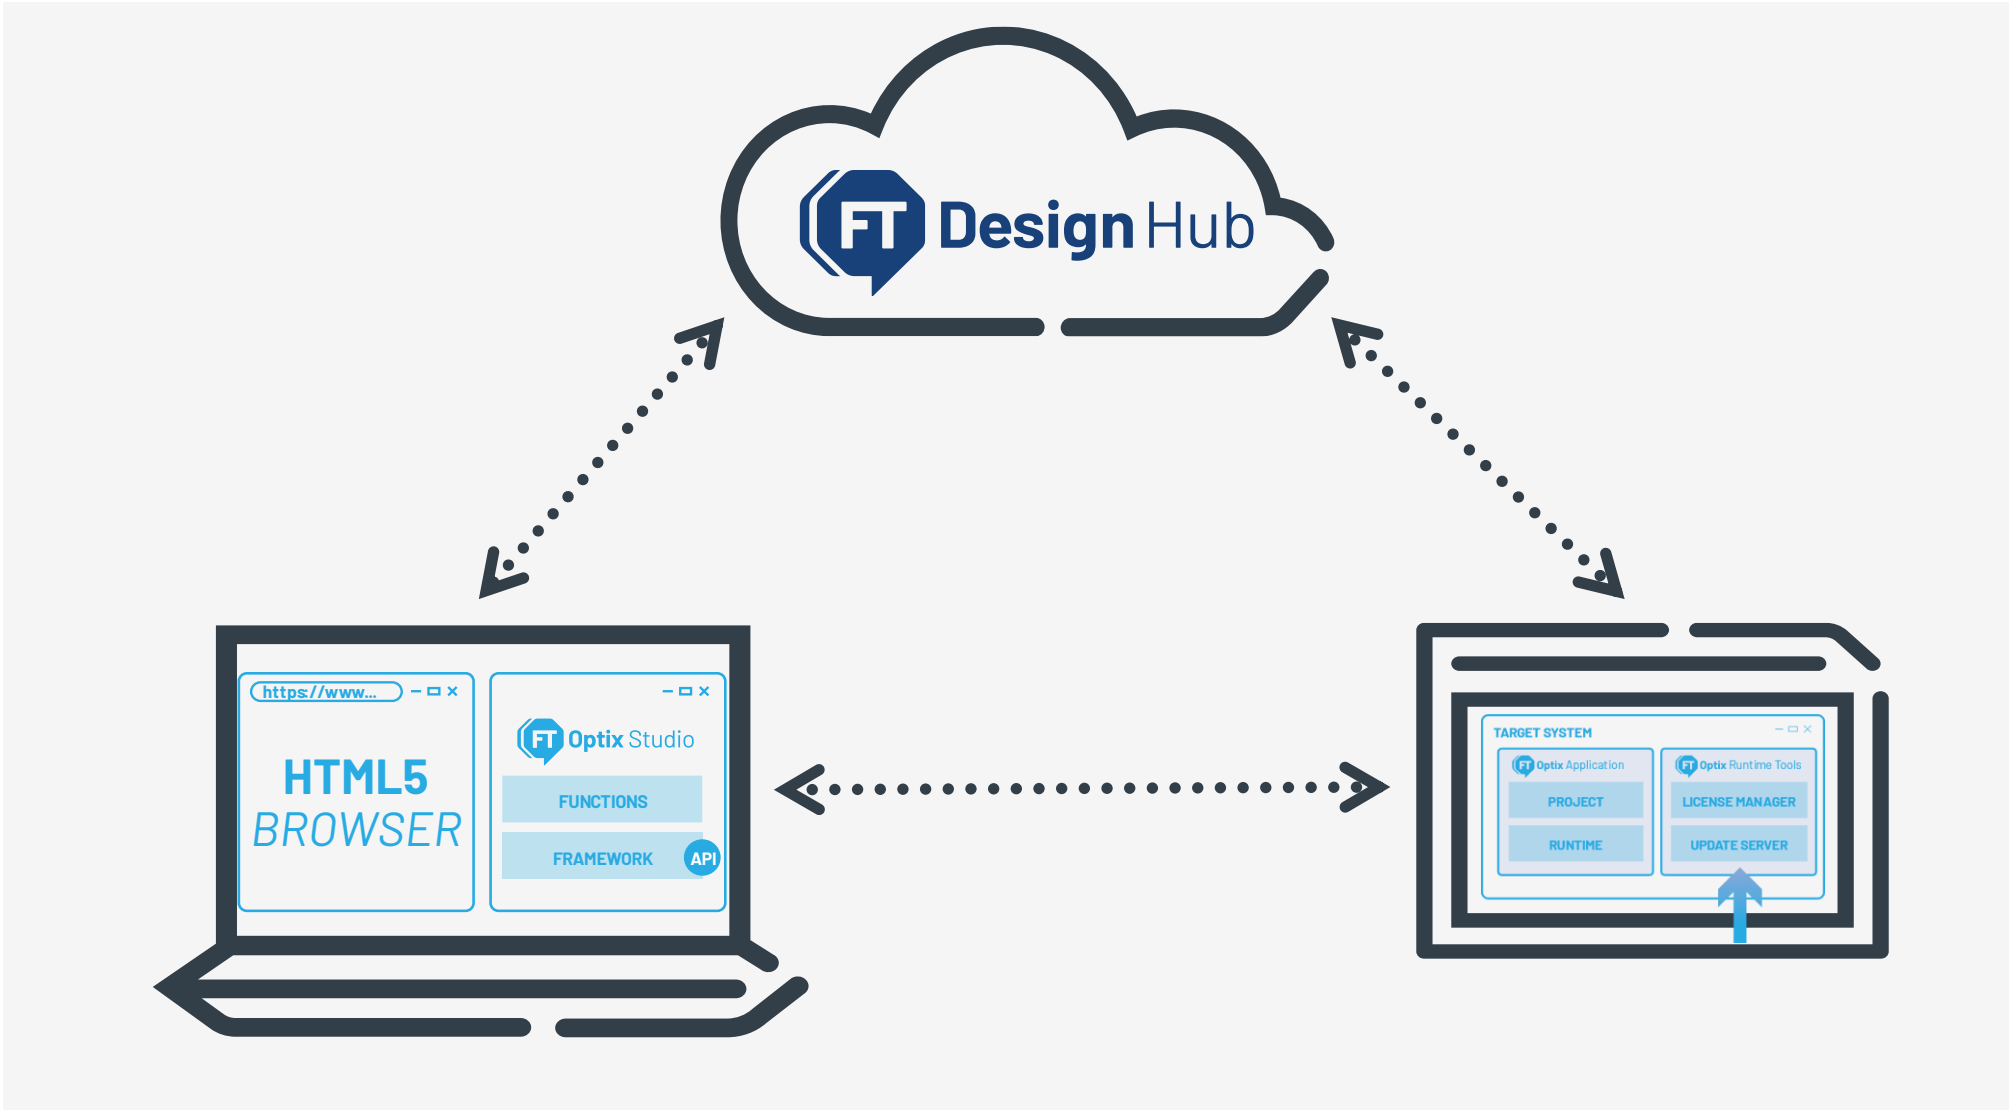 FT Design Hub
https://www...
HTML5
BROWSER
FT Optix Studio
FUNCTIONS
FRAMEWORK
API
TARGET SYSTEM
FT Optix Application
PROJECT
RUNTIME
FT Optix Runtime Tools
LICENSE MANAGER
UPDATE SERVER